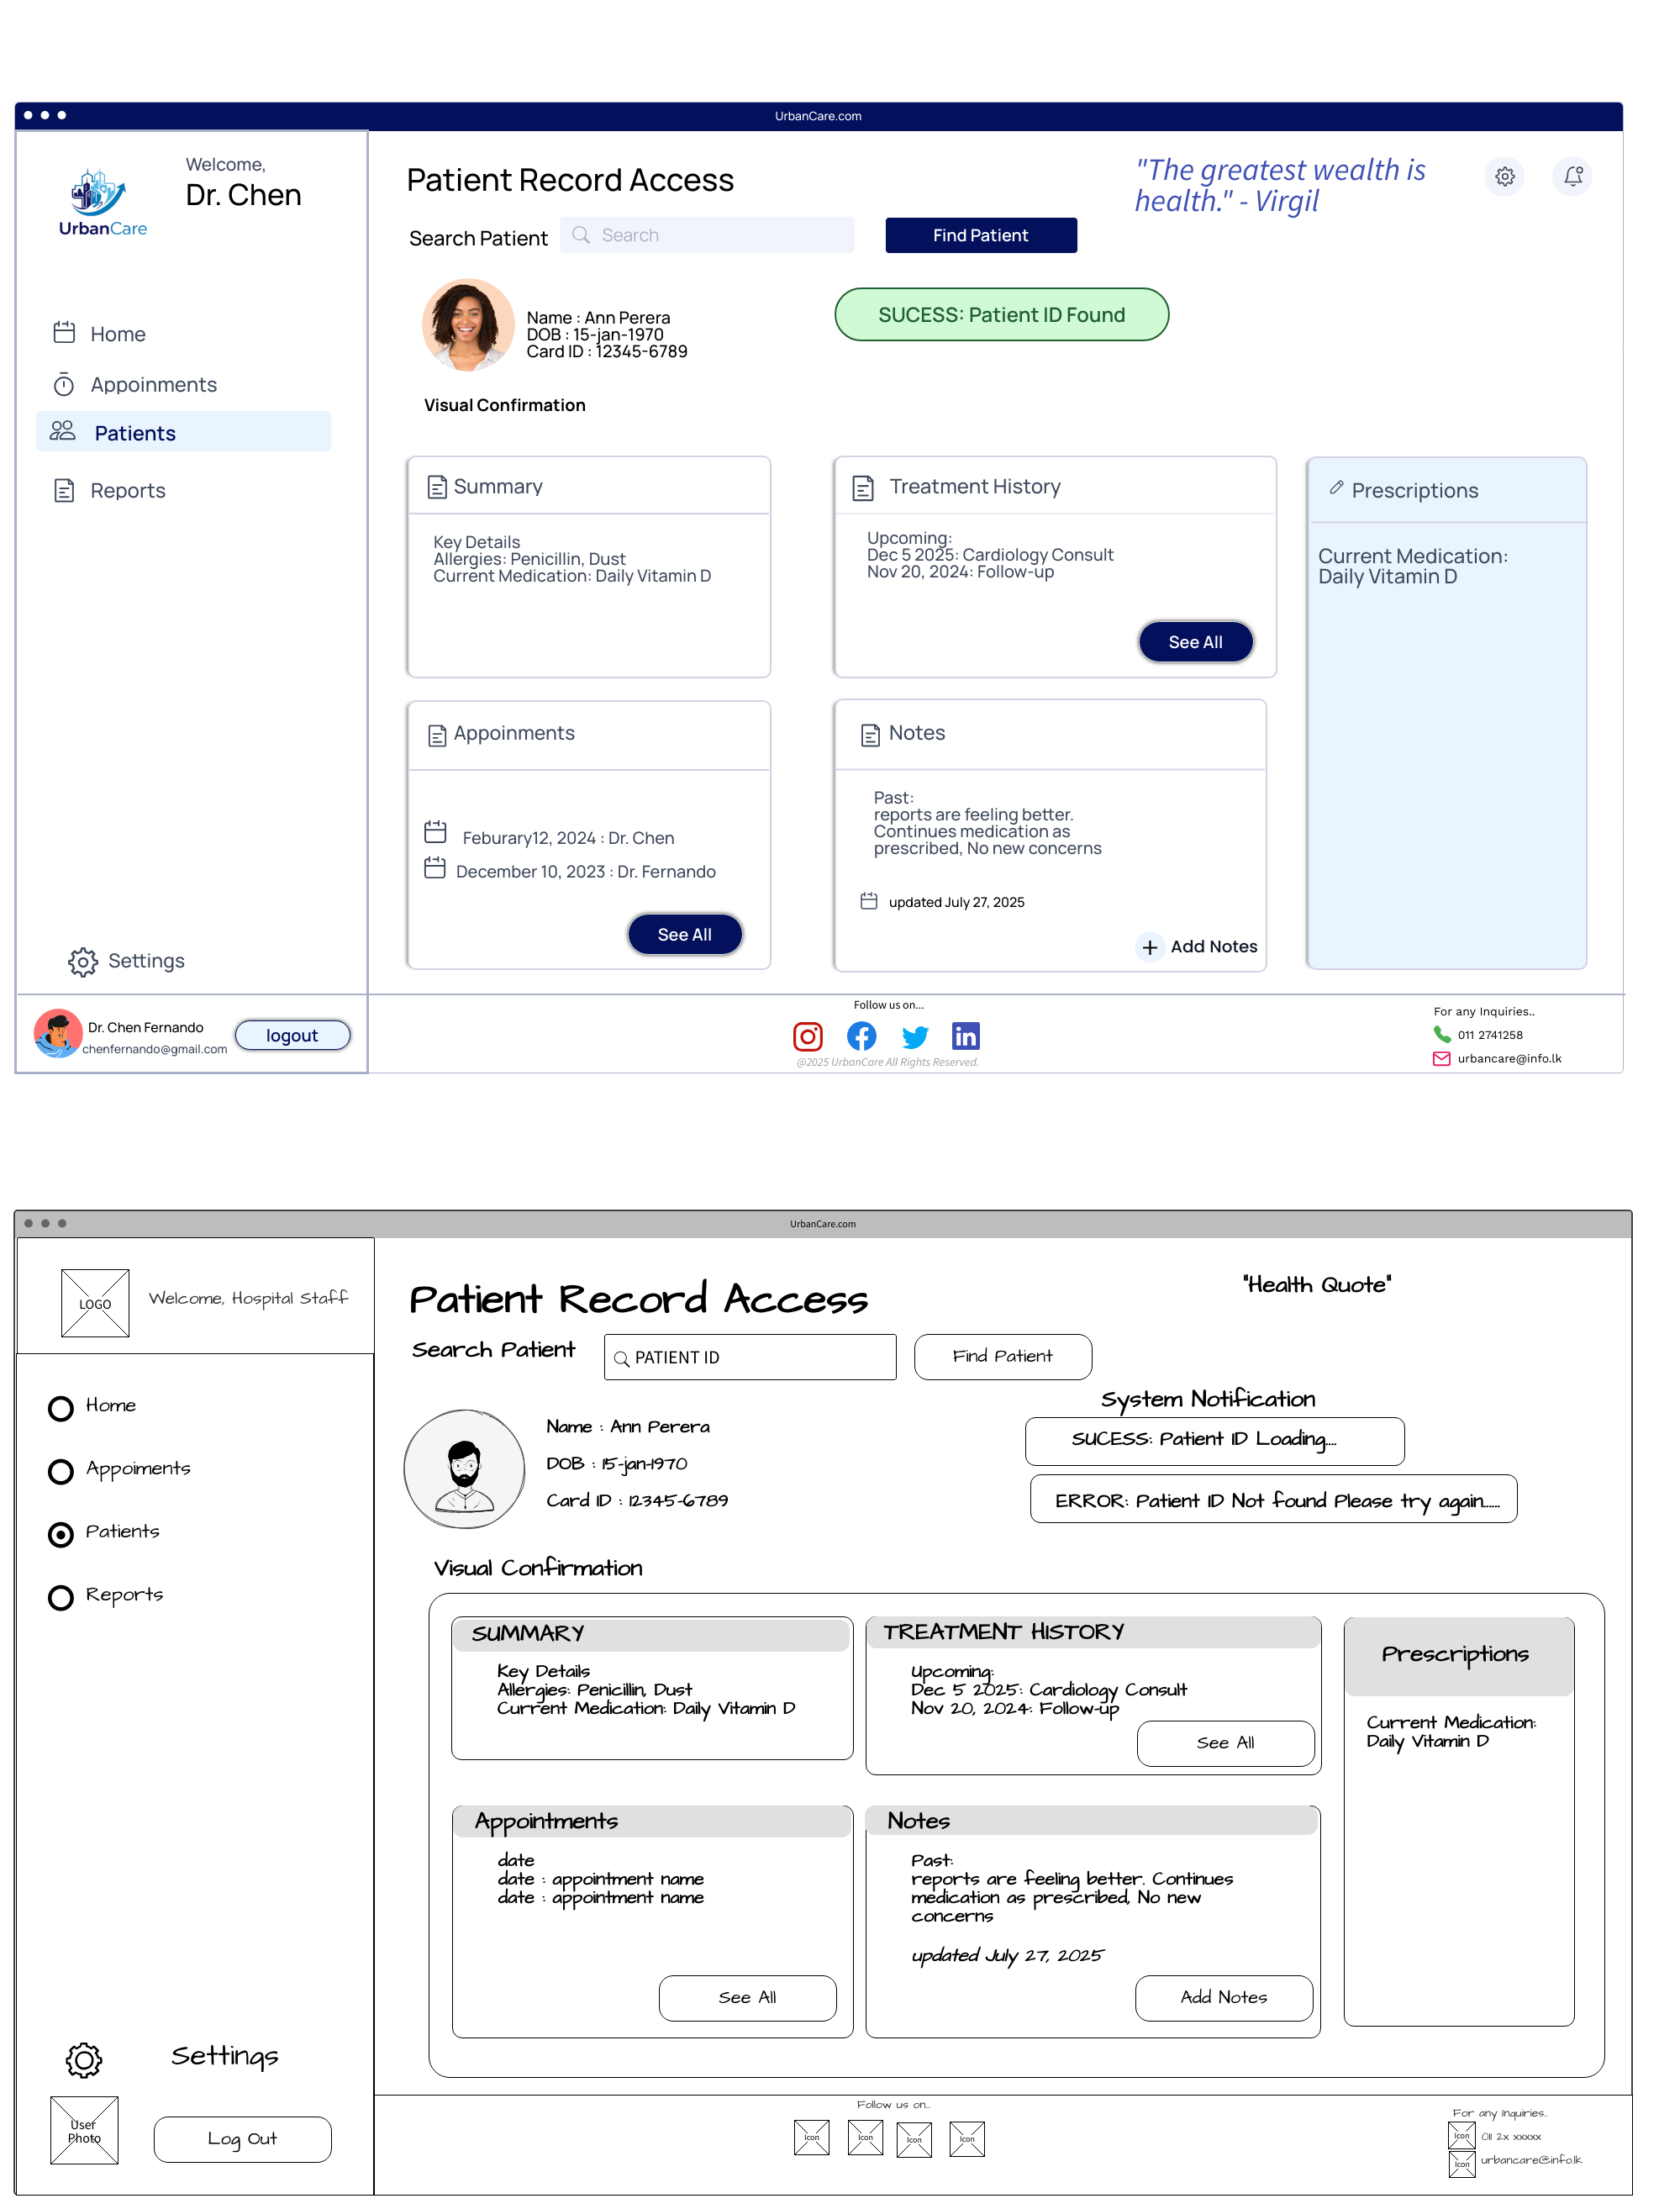 UrbanCare.com
Welcome,
Dr. Chen
UrbanCare
Home
Appoinments
Patients
Reports
Settings
Dr. Chen Fernando
chenfernando@gmail.com
logout
Patient Record Access
"The greatest wealth is
health." - Virgil
Search Patient
Search
Find Patient
Name : Ann Perera
DOB : 15-jan-1970
Card ID : 12345-6789
SUCESS: Patient ID Found
Visual Confirmation
Summary
Key Details
Allergies: Penicillin, Dust
Current Medication: Daily Vitamin D
Treatment History
Upcoming:
Dec 5 2025: Cardiology Consult
Nov 20, 2024: Follow-up
See All
Prescriptions
Current Medication:
Daily Vitamin D
Appoinments
Feburary12, 2024 : Dr. Chen
December 10, 2023 : Dr. Fernando
See All
Notes
Past:
reports are feeling better.
Continues medication as
prescribed, No new concerns
updated July 27, 2025
+ Add Notes
Follow us on...
@2025 UrbanCare All Rights Reserved.
For any Inquiries..
011 2741258
urbancare@info.lk
UrbanCare.com
LOGO
Welcome, Hospital Staff
Home
Appoiments
Patients
Reports
Settings
User
Photo
Log Out
Patient Record Access
"Health Quote"
Search Patient
PATIENT ID
Find Patient
Name : Ann Perera
DOB : 15-jan-1970
Card ID : 12345-6789
System Notification
SUCESS: Patient ID Loading....
ERROR: Patient ID Not found Please try again......
Visual Confirmation
SUMMARY
Key Details
Allergies: Penicillin, Dust
Current Medication: Daily Vitamin D
TREATMENT HISTORY
Upcoming:
Dec 5 2025: Cardiology Consult
Nov 20, 2024: Follow-up
See All
Prescriptions
Current Medication:
Daily Vitamin D
Appointments
date
date : appointment name
date : appointment name
See All
Notes
Past:
reports are feeling better. Continues
medication as prescribed, No new
concerns
updated July 27, 2025
Add Notes
Follow us on...
Icon
Icon
Icon
Icon
For any Inquiries..
Icon
011 2x xxxxx
Icon
urbancare@info.lk